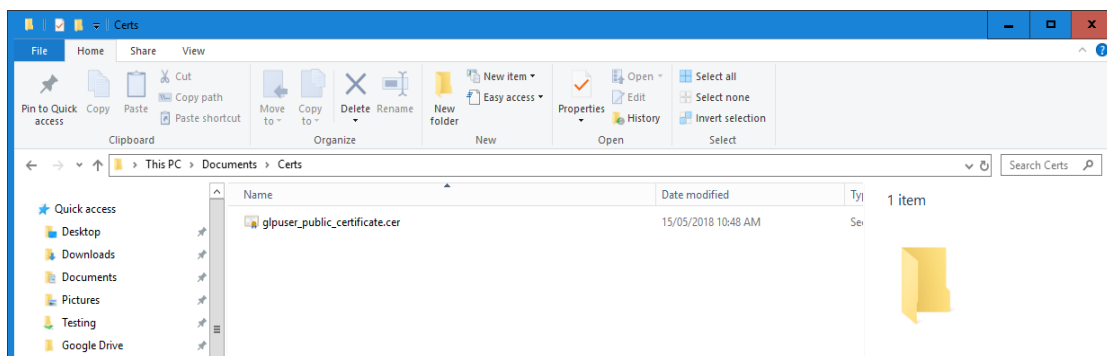 Certs
File Home Share View
Pin to Quick access Copy Paste Cut Copy path Paste shortcut
Move to Copy to Delete Rename New folder New item Easy access
Properties Open Edit History Select all Select none Invert selection
Clipboard Organize New Open Select
This PC > Documents > Certs Search Certs
Name Date modified
glpuser_public_certificate.cer 15/05/2018 10:48 AM
1 item
Quick access
Desktop
Downloads
Documents
Pictures
Testing
Google Drive